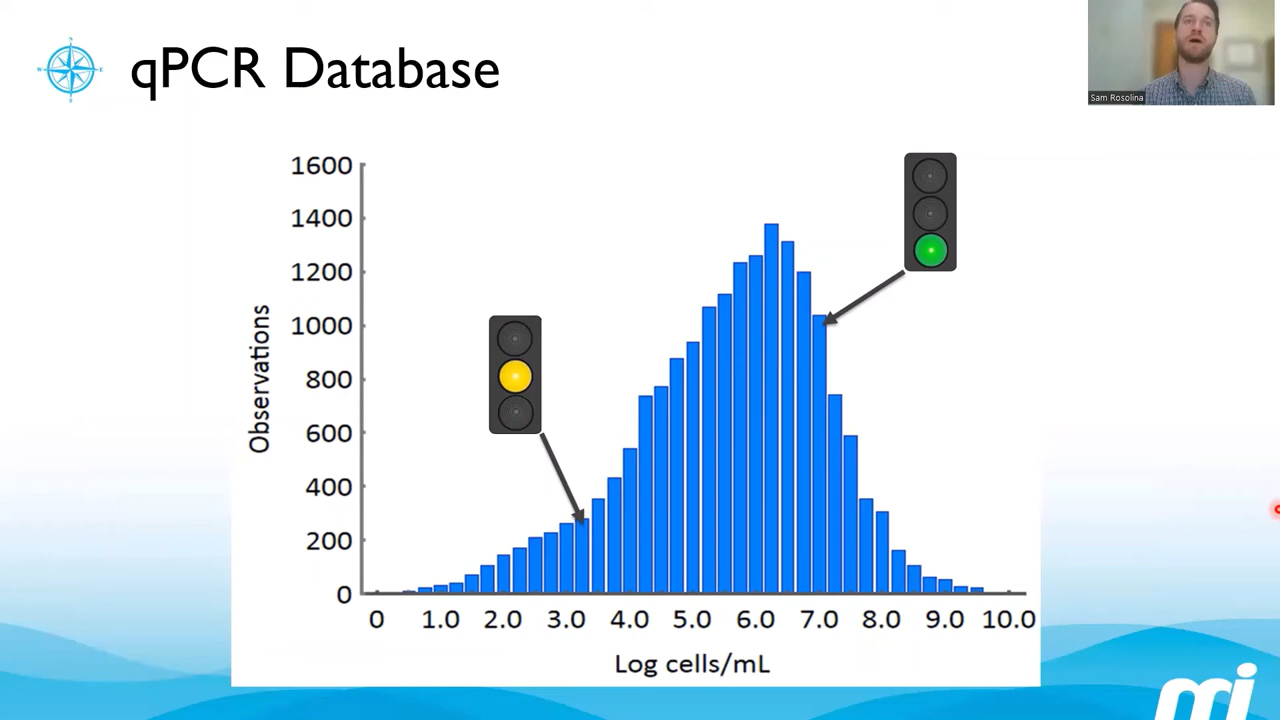 qPCR Database
Sam Rosolina
1600
1400
1200
1000
800
600
400
200
0
Observations
0 1.0 2.0 3.0 4.0 5.0 6.0 7.0 8.0 9.0 10.0
Log cells/mL
mi